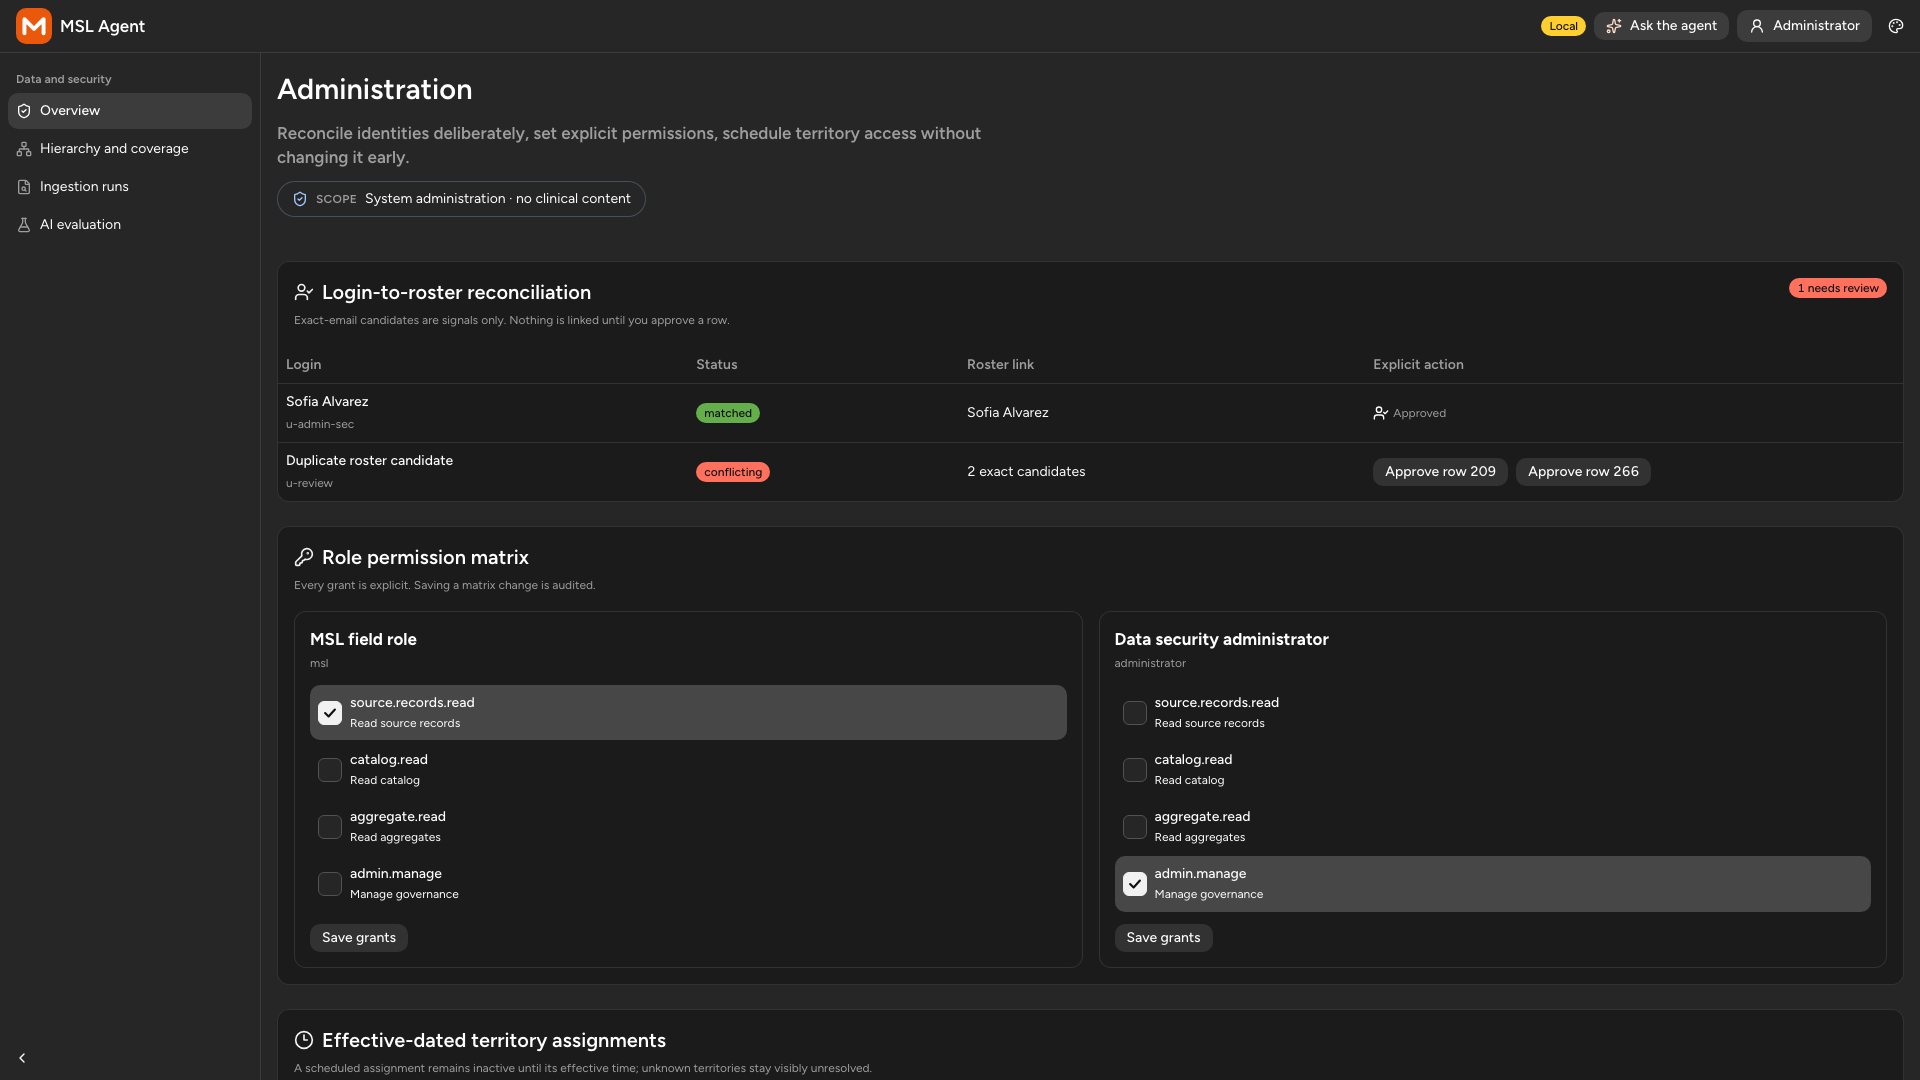 MSL Agent
Local
Ask the agent
Administrator
Data and security
Overview
Hierarchy and coverage
Ingestion runs
AI evaluation
Administration
Reconcile identities deliberately, set explicit permissions, schedule territory access without
changing it early.
SCOPE System administration · no clinical content
Login-to-roster reconciliation
1 needs review
Exact-email candidates are signals only. Nothing is linked until you approve a row.
Login Status Roster link Explicit action
Sofia Alvarez
u-admin-sec
matched
Sofia Alvarez
Approved
Duplicate roster candidate
u-review
conflicting
2 exact candidates
Approve row 209
Approve row 266
Role permission matrix
Every grant is explicit. Saving a matrix change is audited.
MSL field role
msl
source.records.read
Read source records
catalog.read
Read catalog
aggregate.read
Read aggregates
admin.manage
Manage governance
Save grants
Data security administrator
administrator
source.records.read
Read source records
catalog.read
Read catalog
aggregate.read
Read aggregates
admin.manage
Manage governance
Save grants
Effective-dated territory assignments
A scheduled assignment remains inactive until its effective time; unknown territories stay visibly unresolved.